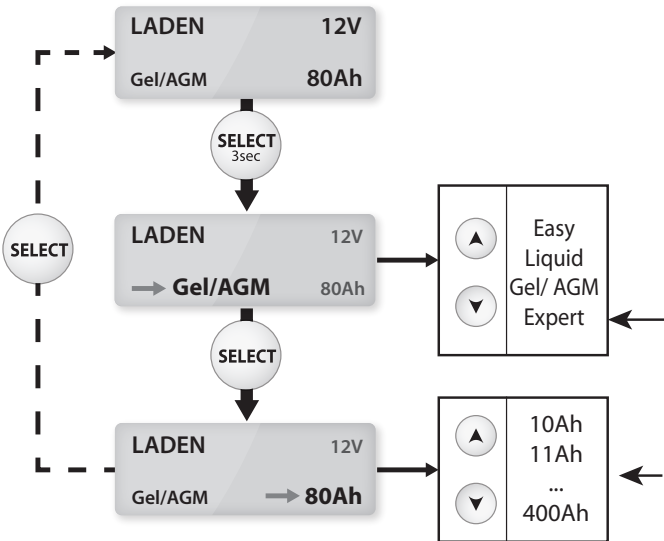 LADEN 12V
Gel/AGM 80Ah
SELECT
3sec
LADEN 12V
Gel/AGM 80Ah
Easy
Liquid
Gel/ AGM
Expert
SELECT
SELECT
LADEN 12V
Gel/AGM 80Ah
10Ah
11Ah
...
400Ah